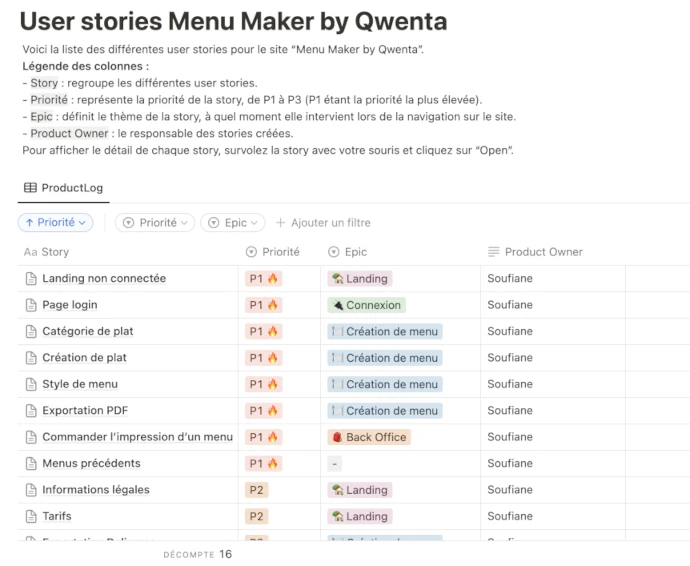 User stories Menu Maker by Qwenta
Voici la liste des différentes user stories pour le site “Menu Maker by Qwenta”.
Légende des colonnes :
- Story : regroupe les différentes user stories.
- Priorité : représente la priorité de la story, de P1 à P3 (P1 étant la priorité la plus élevée).
- Epic : définit le thème de la story, à quel moment elle intervient lors de la navigation sur le site.
- Product Owner : le responsable des stories créées.
Pour afficher le détail de chaque story, survolez la story avec votre souris et cliquez sur “Open”.
ProductLog
↑ Priorité Priorité Epic + Ajouter un filtre
Aa Story Priorité Epic Product Owner
Landing non connectée P1 🔥 Landing Soufiane
Page login P1 🔥 Connexion Soufiane
Catégorie de plat P1 🔥 Création de menu Soufiane
Création de plat P1 🔥 Création de menu Soufiane
Style de menu P1 🔥 Création de menu Soufiane
Exportation PDF P1 🔥 Création de menu Soufiane
Commander l’impression d’un menu P1 🔥 Back Office Soufiane
Menus précédents P1 🔥 - Soufiane
Informations légales P2 Landing Soufiane
Tarifs P2 Landing Soufiane
DÉCOMPTE 16